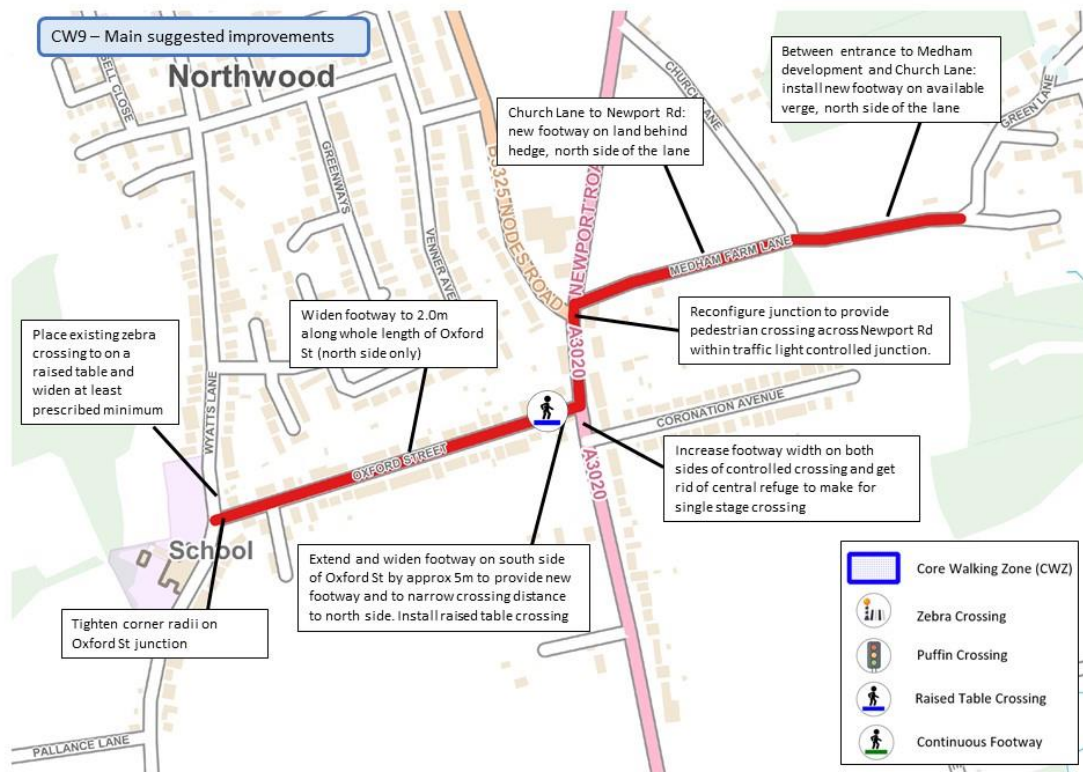 CW9 – Main suggested improvements
Northwood
SELL CLOSE
GREENWAYS
VENNER AVE
B3325 NODES ROAD
NEWPORT ROAD
CHURCH LANE
GREEN LANE
Church Lane to Newport Rd:
new footway on land behind
hedge, north side of the lane
Between entrance to Medham
development and Church Lane:
install new footway on available
verge, north side of the lane
MEDHAM FARM LANE
Place existing zebra
crossing to on a
raised table and
widen at least
prescribed minimum
Widen footway to 2.0m
along whole length of Oxford
St (north side only)
Reconfigure junction to provide
pedestrian crossing across Newport Rd
within traffic light controlled junction.
WYATTS LANE
A3020
CORONATION AVENUE
OXFORD STREET
A3020
Increase footway width on both
sides of controlled crossing and get
rid of central refuge to make for
single stage crossing
School
Extend and widen footway on south side
of Oxford St by approx 5m to provide new
footway and to narrow crossing distance
to north side. Install raised table crossing
Tighten corner radii on
Oxford St junction
PALLANCE LANE
Core Walking Zone (CWZ)
Zebra Crossing
Puffin Crossing
Raised Table Crossing
Continuous Footway